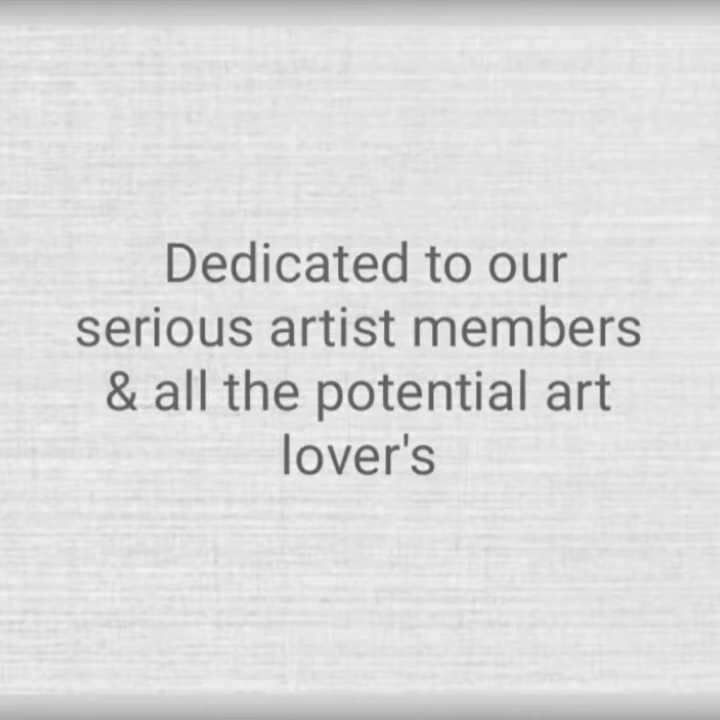 Dedicated to our
serious artist members
& all the potential art
lover's